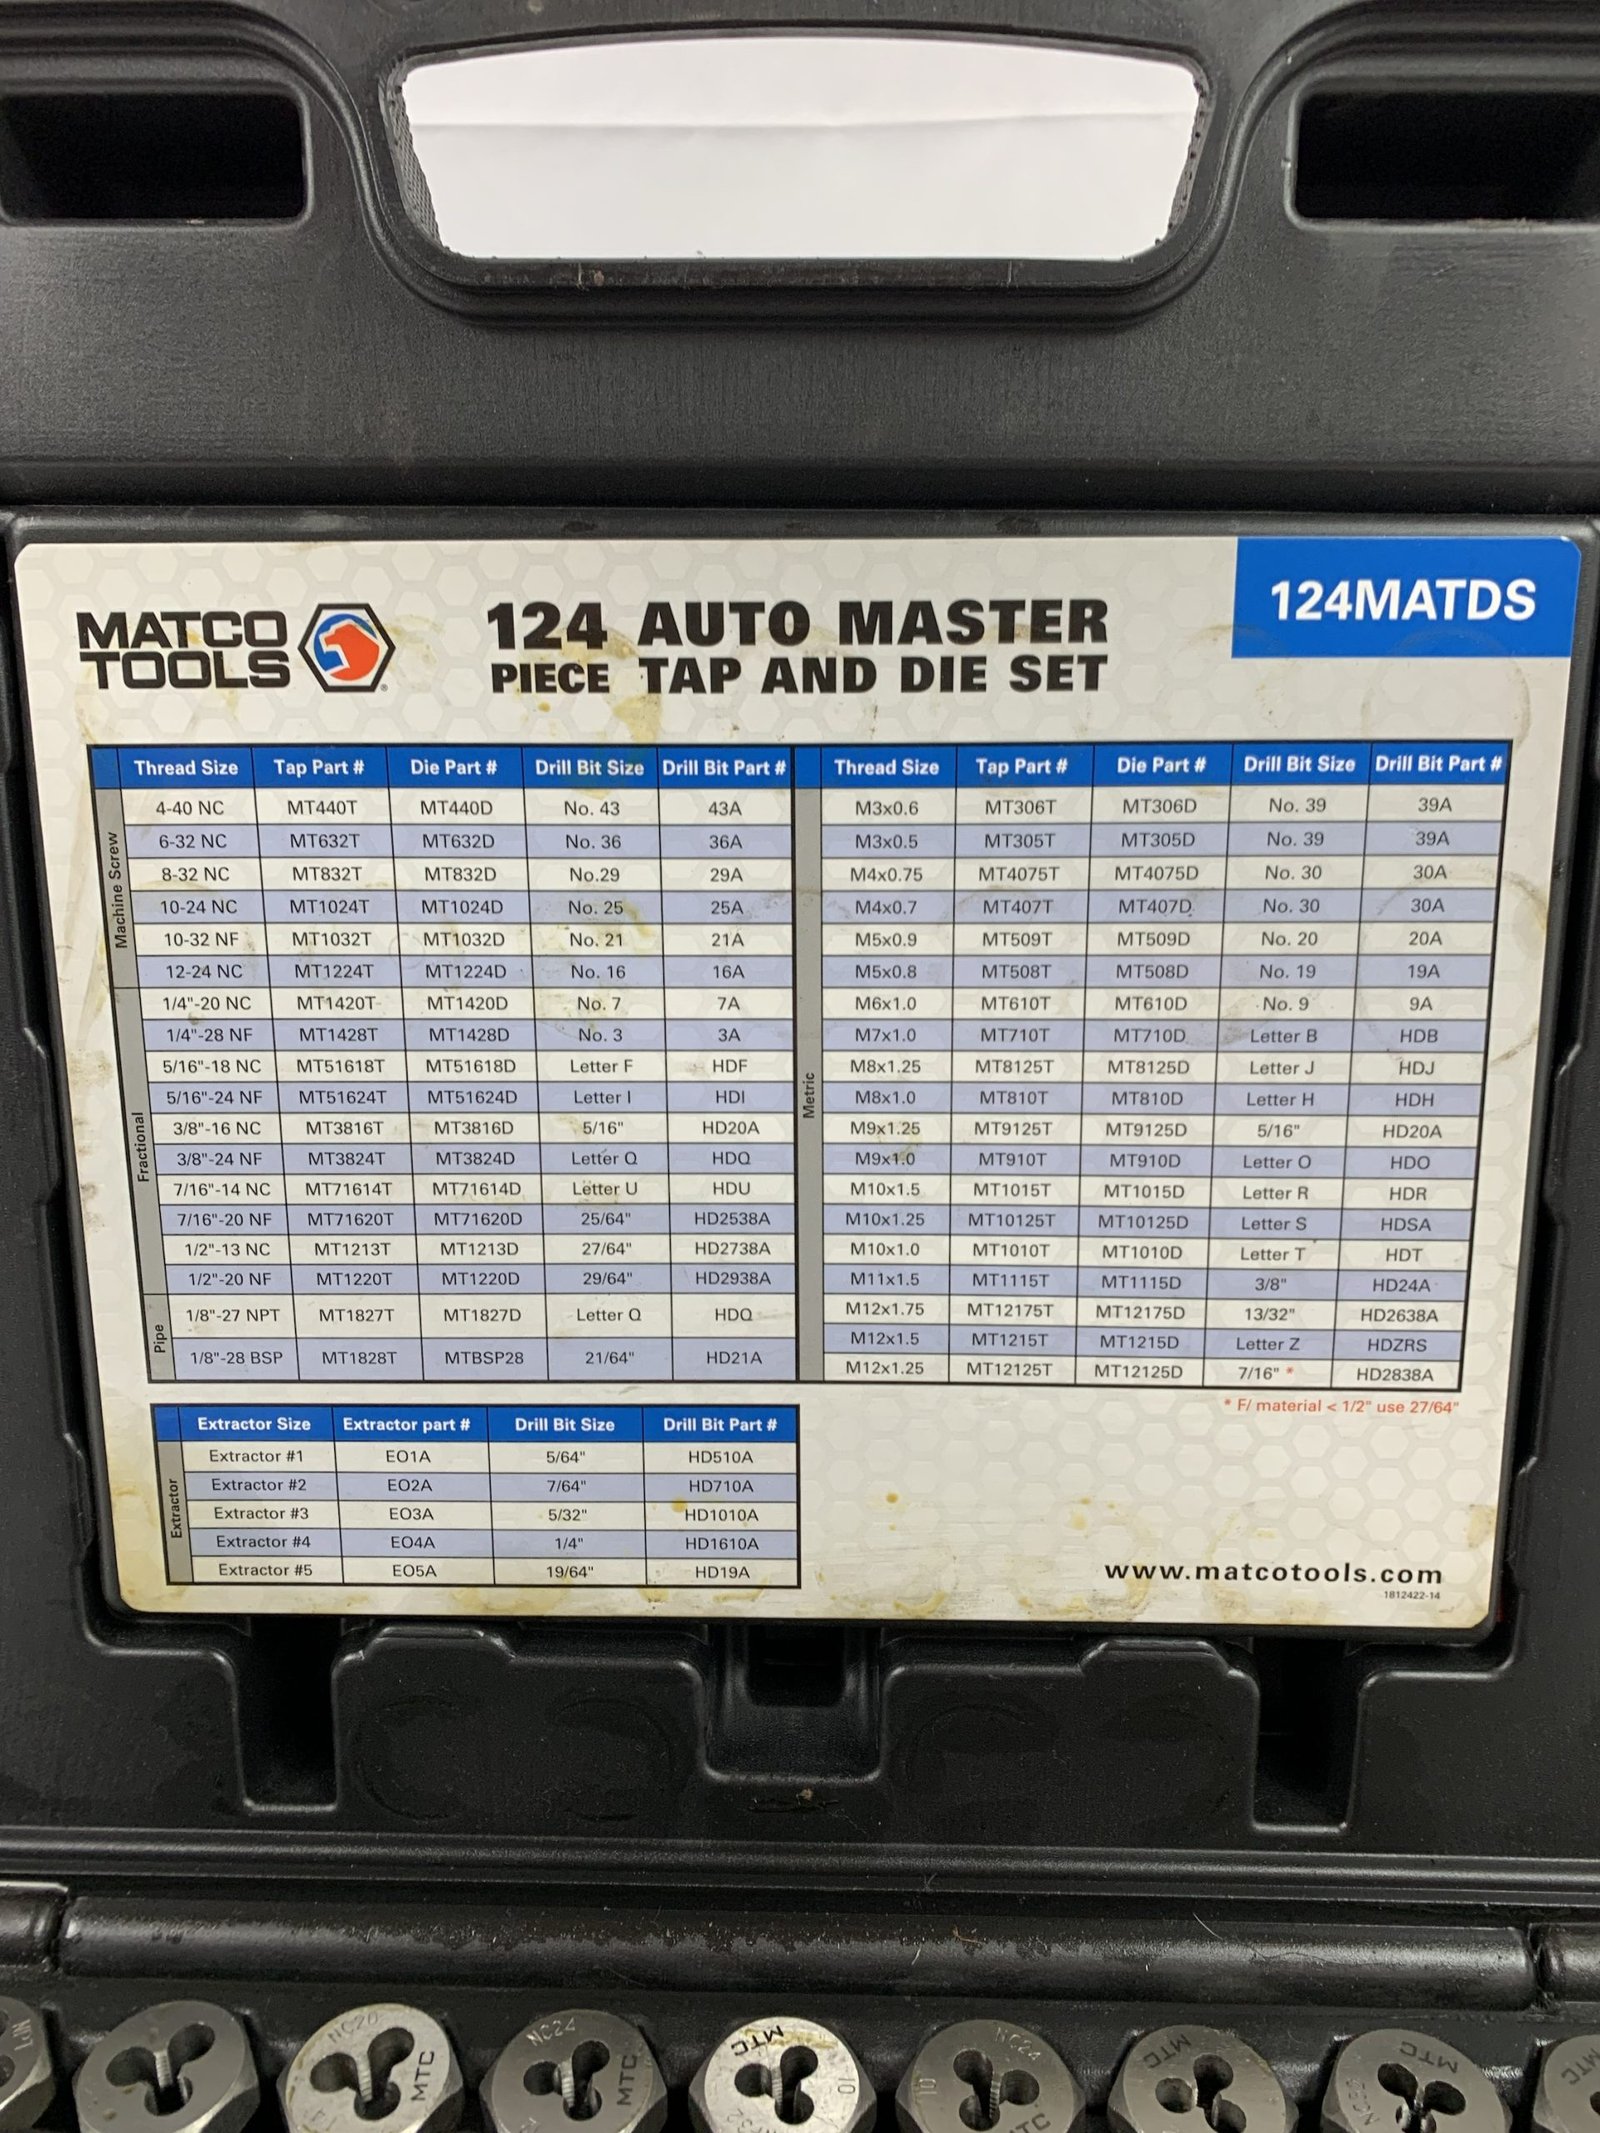 MATCO
TOOLS
®
124 AUTO MASTER
PIECE TAP AND DIE SET
124MATDS
Thread Size Tap Part # Die Part # Drill Bit Size Drill Bit Part #
Machine Screw
4-40 NC MT440T MT440D No. 43 43A
6-32 NC MT632T MT632D No. 36 36A
8-32 NC MT832T MT832D No.29 29A
10-24 NC MT1024T MT1024D No. 25 25A
10-32 NF MT1032T MT1032D No. 21 21A
12-24 NC MT1224T MT1224D No. 16 16A
Fractional
1/4"-20 NC MT1420T MT1420D No. 7 7A
1/4"-28 NF MT1428T MT1428D No. 3 3A
5/16"-18 NC MT51618T MT51618D Letter F HDF
5/16"-24 NF MT51624T MT51624D Letter I HDI
3/8"-16 NC MT3816T MT3816D 5/16" HD20A
3/8"-24 NF MT3824T MT3824D Letter Q HDQ
7/16"-14 NC MT71614T MT71614D Letter U HDU
7/16"-20 NF MT71620T MT71620D 25/64" HD2538A
1/2"-13 NC MT1213T MT1213D 27/64" HD2738A
1/2"-20 NF MT1220T MT1220D 29/64" HD2938A
Pipe
1/8"-27 NPT MT1827T MT1827D Letter Q HDQ
1/8"-28 BSP MT1828T MTBSP28 21/64" HD21A
Thread Size Tap Part # Die Part # Drill Bit Size Drill Bit Part #
Metric
M3x0.6 MT306T MT306D No. 39 39A
M3x0.5 MT305T MT305D No. 39 39A
M4x0.75 MT4075T MT4075D No. 30 30A
M4x0.7 MT407T MT407D No. 30 30A
M5x0.9 MT509T MT509D No. 20 20A
M5x0.8 MT508T MT508D No. 19 19A
M6x1.0 MT610T MT610D No. 9 9A
M7x1.0 MT710T MT710D Letter B HDB
M8x1.25 MT8125T MT8125D Letter J HDJ
M8x1.0 MT810T MT810D Letter H HDH
M9x1.25 MT9125T MT9125D 5/16" HD20A
M9x1.0 MT910T MT910D Letter O HDO
M10x1.5 MT1015T MT1015D Letter R HDR
M10x1.25 MT10125T MT10125D Letter S HDSA
M10x1.0 MT1010T MT1010D Letter T HDT
M11x1.5 MT1115T MT1115D 3/8" HD24A
M12x1.75 MT12175T MT12175D 13/32" HD2638A
M12x1.5 MT1215T MT1215D Letter Z HDZRS
M12x1.25 MT12125T MT12125D 7/16" * HD2838A
* F/ material < 1/2" use 27/64"
Extractor Size Extractor part # Drill Bit Size Drill Bit Part #
Extractor
Extractor #1 EO1A 5/64" HD510A
Extractor #2 EO2A 7/64" HD710A
Extractor #3 EO3A 5/32" HD1010A
Extractor #4 EO4A 1/4" HD1610A
Extractor #5 EO5A 19/64" HD19A
www.matcotools.com
1812422-14
NC20
MTC
NC24
MTC
MTC
10
NC24
10
MTC
MTC